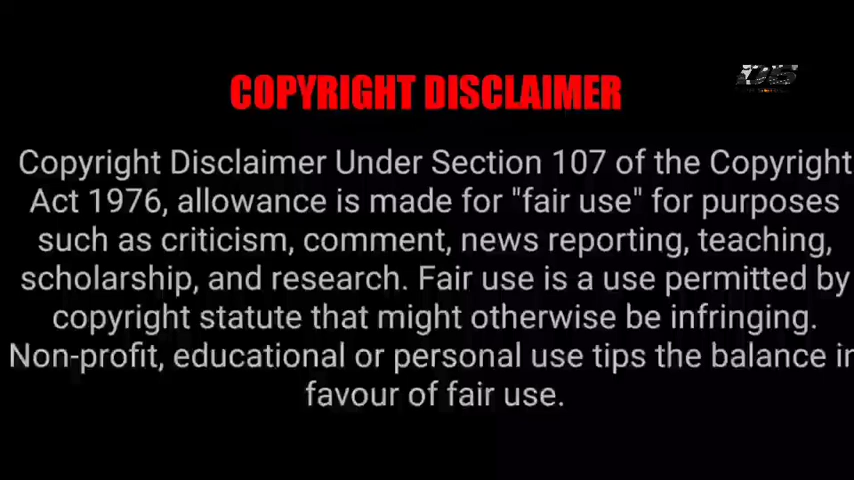 COPYRIGHT DISCLAIMER
Copyright Disclaimer Under Section 107 of the Copyright
Act 1976, allowance is made for "fair use" for purposes
such as criticism, comment, news reporting, teaching,
scholarship, and research. Fair use is a use permitted by
copyright statute that might otherwise be infringing.
Non-profit, educational or personal use tips the balance in
favour of fair use.